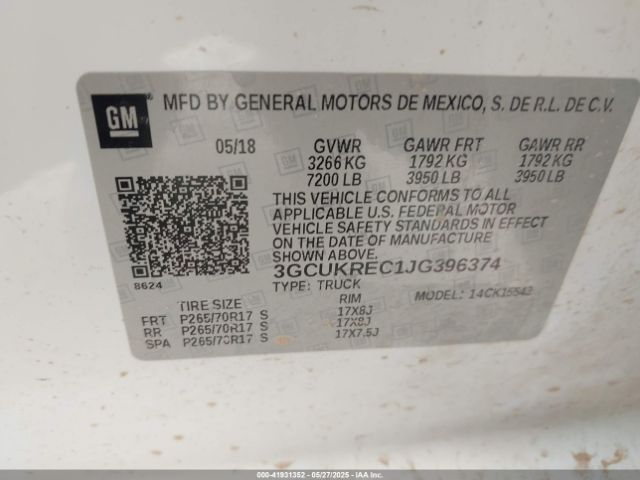 GM
MFD BY GENERAL MOTORS DE MEXICO, S. DE R.L. DE C.V.
05/18 GVWR GAWR FRT GAWR RR
3266 KG 1792 KG 1792 KG
7200 LB 3950 LB 3950 LB
THIS VEHICLE CONFORMS TO ALL
APPLICABLE U.S. FEDERAL MOTOR
VEHICLE SAFETY STANDARDS IN EFFECT
ON THE DATE OF MANUFACTURE
SHOWN ABOVE.
3GCUKREC1JG396374
8624
TYPE: TRUCK
MODEL: 14CK15543
TIRE SIZE RIM
FRT P265/70R17 S 17X8J
RR P265/70R17 S 17X8J
SPA P265/70R17 S 17X7.5J
000-41931352 | 05/27/2025 | IAA Inc.